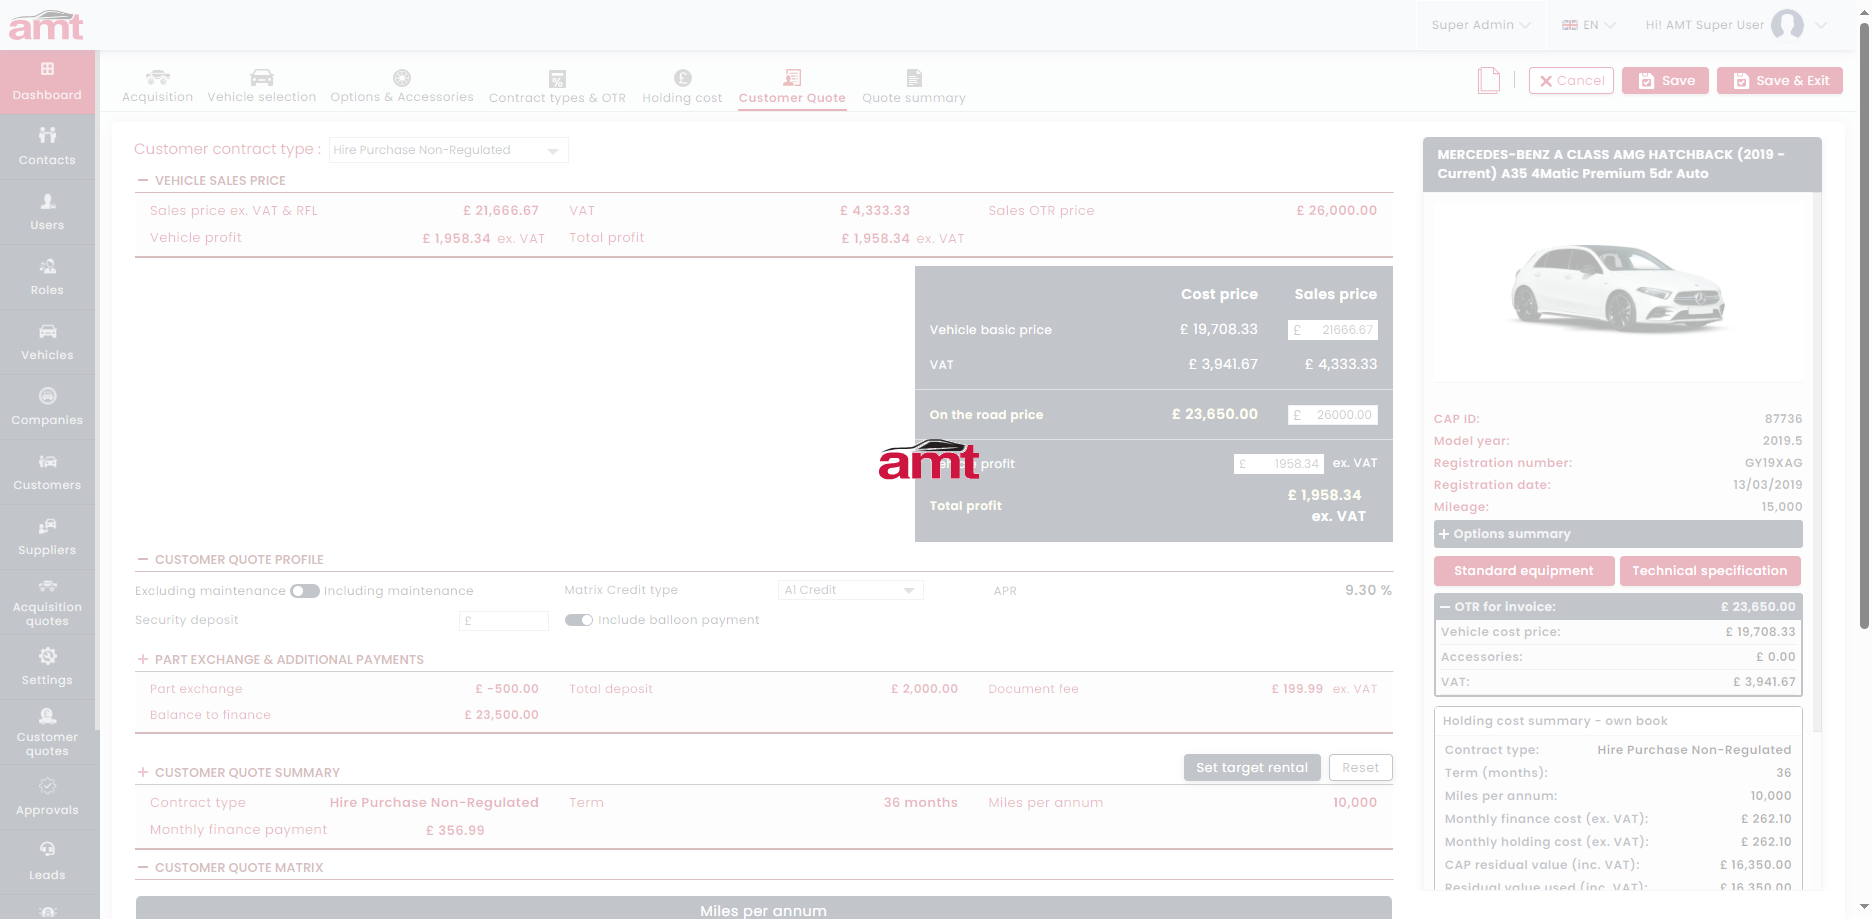 amt
Super Admin
EN
Hi! AMT Super User
Dashboard
Contacts
Users
Roles
Vehicles
Companies
Customers
Suppliers
Acquisition
quotes
Settings
Customer
quotes
Approvals
Leads
Acquisition
Vehicle selection
Options & Accessories
Contract types & OTR
Holding cost
Customer Quote
Quote summary
Cancel
Save
Save & Exit
Customer contract type : Hire Purchase Non-Regulated
VEHICLE SALES PRICE
Sales price ex. VAT & RFL £ 21,666.67 VAT £ 4,333.33 Sales OTR price £ 26,000.00
Vehicle profit £ 1,958.34 ex. VAT Total profit £ 1,958.34 ex. VAT
Cost price Sales price
Vehicle basic price £ 19,708.33 £ 21666.67
VAT £ 3,941.67 £ 4,333.33
On the road price £ 23,650.00 £ 26000.00
amt
profit £ 1958.34 ex. VAT
Total profit £ 1,958.34
ex. VAT
CUSTOMER QUOTE PROFILE
Excluding maintenance Including maintenance Matrix Credit type A1 Credit APR 9.30 %
Security deposit £ Include balloon payment
PART EXCHANGE & ADDITIONAL PAYMENTS
Part exchange £ -500.00 Total deposit £ 2,000.00 Document fee £ 199.99 ex. VAT
Balance to finance £ 23,500.00
CUSTOMER QUOTE SUMMARY Set target rental Reset
Contract type Hire Purchase Non-Regulated Term 36 months Miles per annum 10,000
Monthly finance payment £ 356.99
CUSTOMER QUOTE MATRIX
Miles per annum
MERCEDES-BENZ A CLASS AMG HATCHBACK (2019 -
Current) A35 4Matic Premium 5dr Auto
CAP ID: 87736
Model year: 2019.5
Registration number: GY19XAG
Registration date: 13/03/2019
Mileage: 15,000
Options summary
Standard equipment Technical specification
OTR for invoice: £ 23,650.00
Vehicle cost price: £ 19,708.33
Accessories: £ 0.00
VAT: £ 3,941.67
Holding cost summary - own book
Contract type: Hire Purchase Non-Regulated
Term (months): 36
Miles per annum: 10,000
Monthly finance cost (ex. VAT): £ 262.10
Monthly holding cost (ex. VAT): £ 262.10
CAP residual value (inc. VAT): £ 16,350.00
Residual value used (inc. VAT): £ 16,350.00